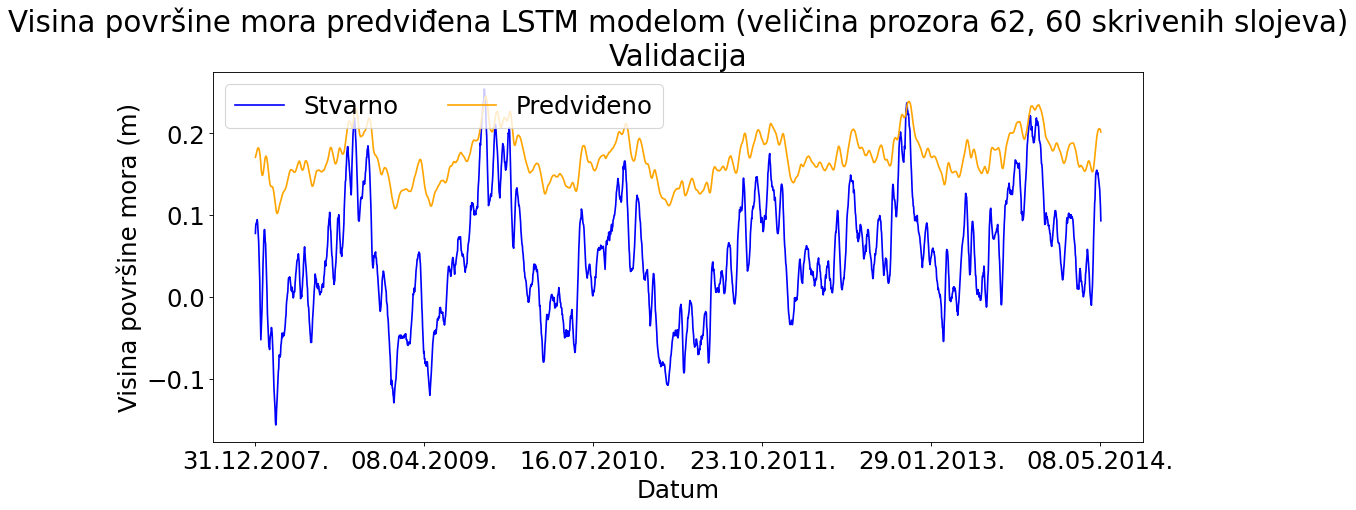 Visina površine mora predviđena LSTM modelom (veličina prozora 62, 60 skrivenih slojeva)
Validacija
Stvarno
Predviđeno
Visina površine mora (m)
0.2
0.1
0.0
−0.1
31.12.2007.
08.04.2009.
16.07.2010.
23.10.2011.
29.01.2013.
08.05.2014.
Datum